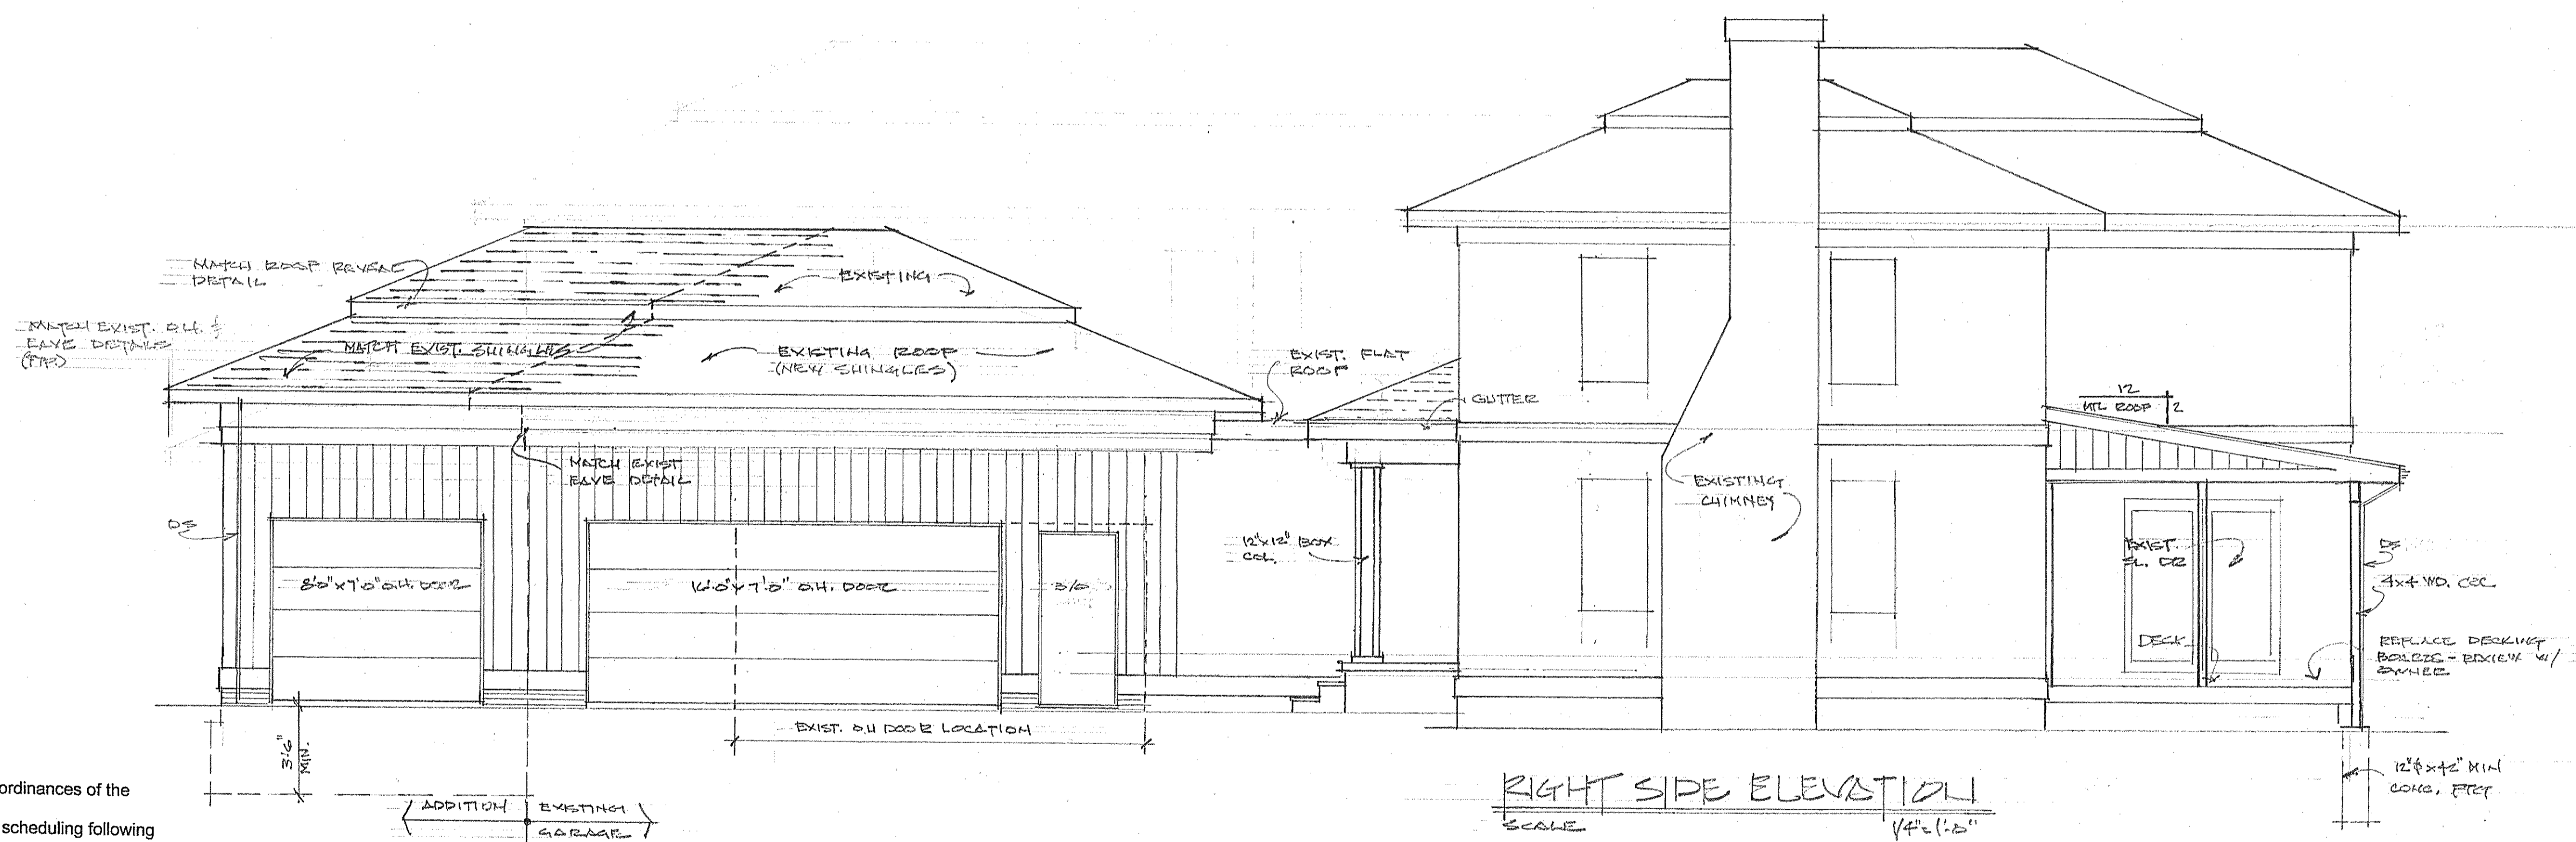 MATCH ROOF REVEAL
DETAIL
MATCH EXIST. O.H. &
EAVE DETAILS
(TYP.)
MATCH EXIST. SHINGLES
EXISTING
EXISTING ROOF
(NEW SHINGLES)
EXIST. FLAT
ROOF
GUTTER
12
MTL ROOF
2
MATCH EXIST
EAVE DETAIL
DS
8'0"x7'0" O.H. DOOR
16'0"x7'0" O.H. DOOR
3/0
12"x12" BOX
COL.
EXISTING
CHIMNEY
EXIST.
SL. DR
DECK
DS
4x4 WD. COL
REPLACE DECKING
BOARDS - REVIEW W/
OWNER
EXIST. O.H DOOR LOCATION
3'6"
MIN.
12"φx42" MIN
CONC. FTG
ADDITION
EXISTING
GARAGE
RIGHT SIDE ELEVATION
SCALE
1/4"=1'-0"
ordinances of the
scheduling following